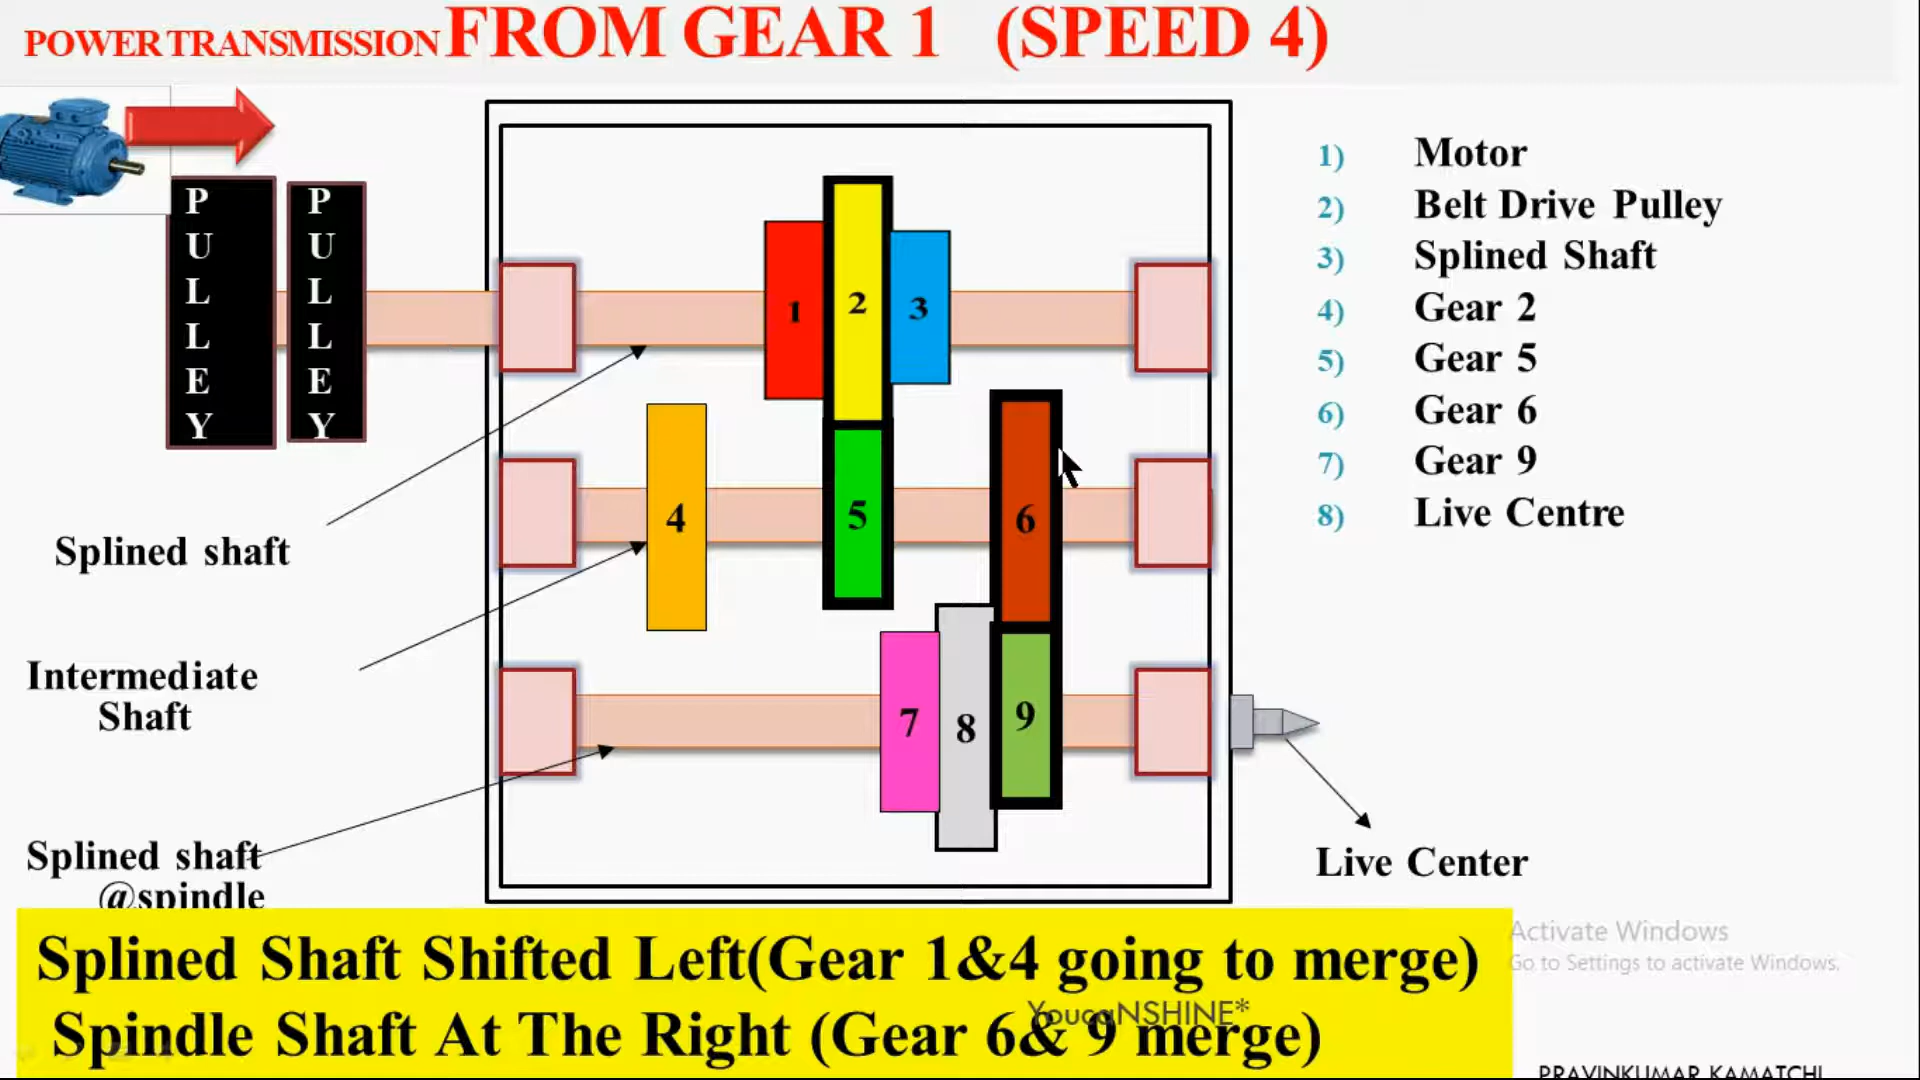 POWER TRANSMISSION FROM GEAR 1 (SPEED 4)
P
U
L
L
E
Y
P
U
L
L
E
Y
1
2
3
4
5
6
7
8
9
Splined shaft
Intermediate
Shaft
Splined shaft
@spindle
Live Center
1) Motor
2) Belt Drive Pulley
3) Splined Shaft
4) Gear 2
5) Gear 5
6) Gear 6
7) Gear 9
8) Live Centre
Splined Shaft Shifted Left(Gear 1&4 going to merge)
Spindle Shaft At The Right (Gear 6& 9 merge)
YoucaNSHINE*
Activate Windows
Go to Settings to activate Windows.
PRAVINKUMAR KAMATCHI